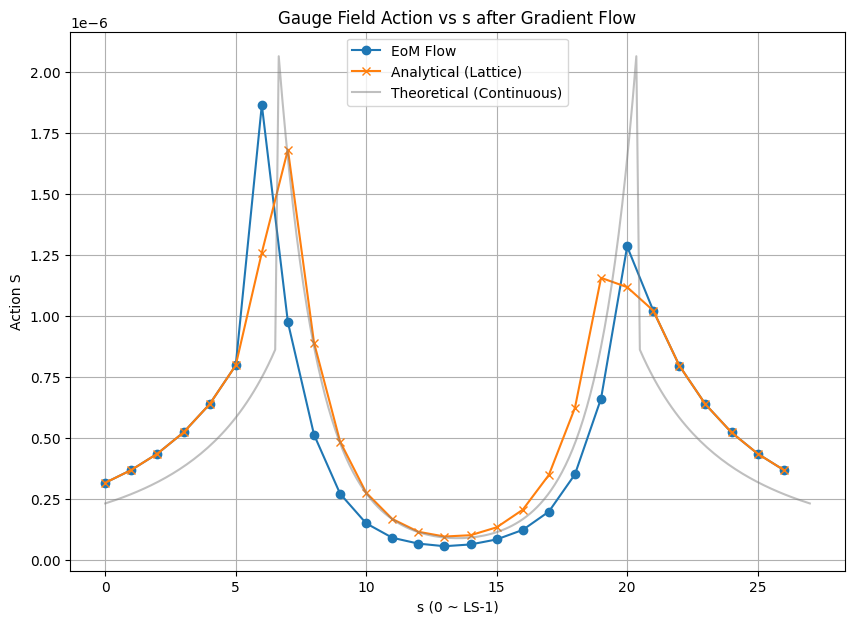 Gauge Field Action vs s after Gradient Flow
1e−6
EoM Flow
Analytical (Lattice)
Theoretical (Continuous)
2.00
1.75
1.50
1.25
1.00
0.75
0.50
0.25
0.00
Action S
0 5 10 15 20 25
s (0 ~ LS-1)